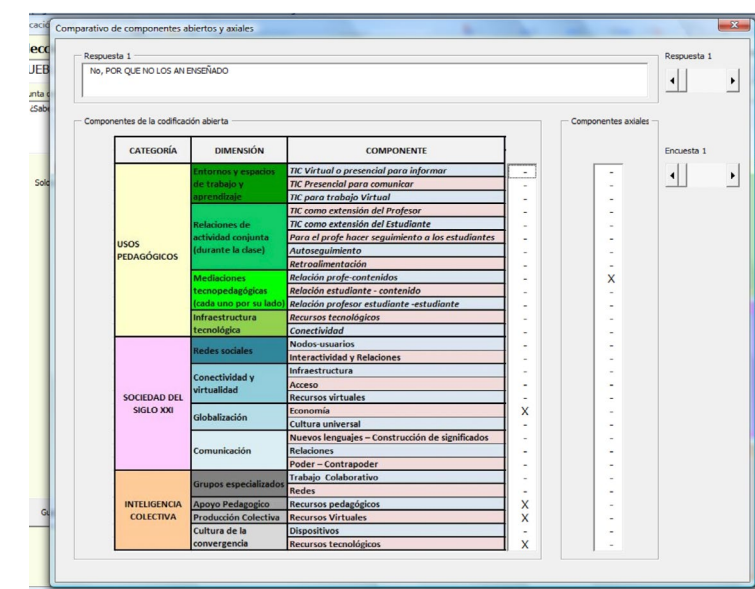 Comparativo de componentes abiertos y axiales
Respuesta 1
No, POR QUE NO LOS AN ENSEÑADO
Respuesta 1
Componentes de la codificación abierta
Componentes axiales
Encuesta 1
CATEGORÍA DIMENSIÓN COMPONENTE
USOS PEDAGÓGICOS
Entornos y espacios de trabajo y aprendizaje
TIC Virtual o presencial para informar - -
TIC Presencial para comunicar - -
TIC para trabajo Virtual - -
Relaciones de actividad conjunta (durante la clase)
TIC como extensión del Profesor - -
TIC como extensión del Estudiante - -
Para el profe hacer seguimiento a los estudiantes - -
Autoseguimiento - -
Retroalimentación - -
Mediaciones tecnopedagógicas (cada uno por su lado)
Relación profe-contenidos - X
Relación estudiante - contenido - -
Relación profesor estudiante -estudiante - -
Infraestructura tecnológica
Recursos tecnológicos - -
Conectividad - -
SOCIEDAD DEL SIGLO XXI
Redes sociales
Nodos-usuarios - -
Interactividad y Relaciones - -
Conectividad y virtualidad
Infraestructura - -
Acceso - -
Recursos virtuales - -
Globalización
Economía X -
Cultura universal - -
Comunicación
Nuevos lenguajes – Construcción de significados - -
Relaciones - -
Poder – Contrapoder - -
INTELIGENCIA COLECTIVA
Grupos especializados
Trabajo Colaborativo - -
Redes - -
Apoyo Pedagogico
Recursos pedagógicos X -
Producción Colectiva
Recursos Virtuales X -
Cultura de la convergencia
Dispositivos - -
Recursos tecnológicos X -